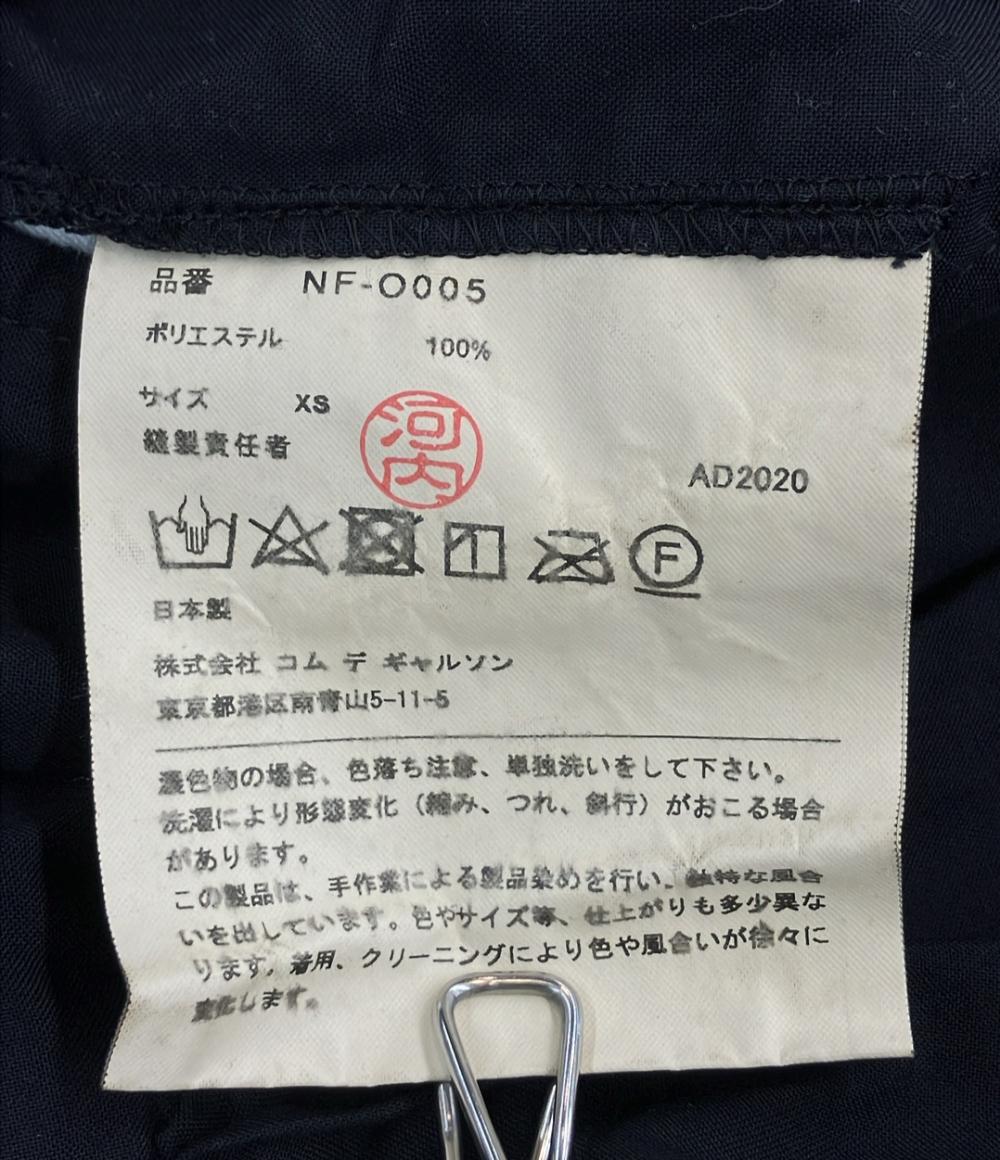 品番 NF-O005
ポリエステル 100%
サイズ XS
縫製責任者
河内
AD2020
F
日本製
株式会社 コム デ ギャルソン
東京都港区南青山5-11-5
濃色物の場合、色落ち注意、単独洗いをして下さい。
洗濯により形態変化（縮み、つれ、斜行）がおこる場合
があります。
この製品は、手作業による製品染めを行い、独特な風合
いを出しています。色やサイズ等、仕上がりも多少異な
ります。着用、クリーニングにより色や風合いが徐々に
変化します。